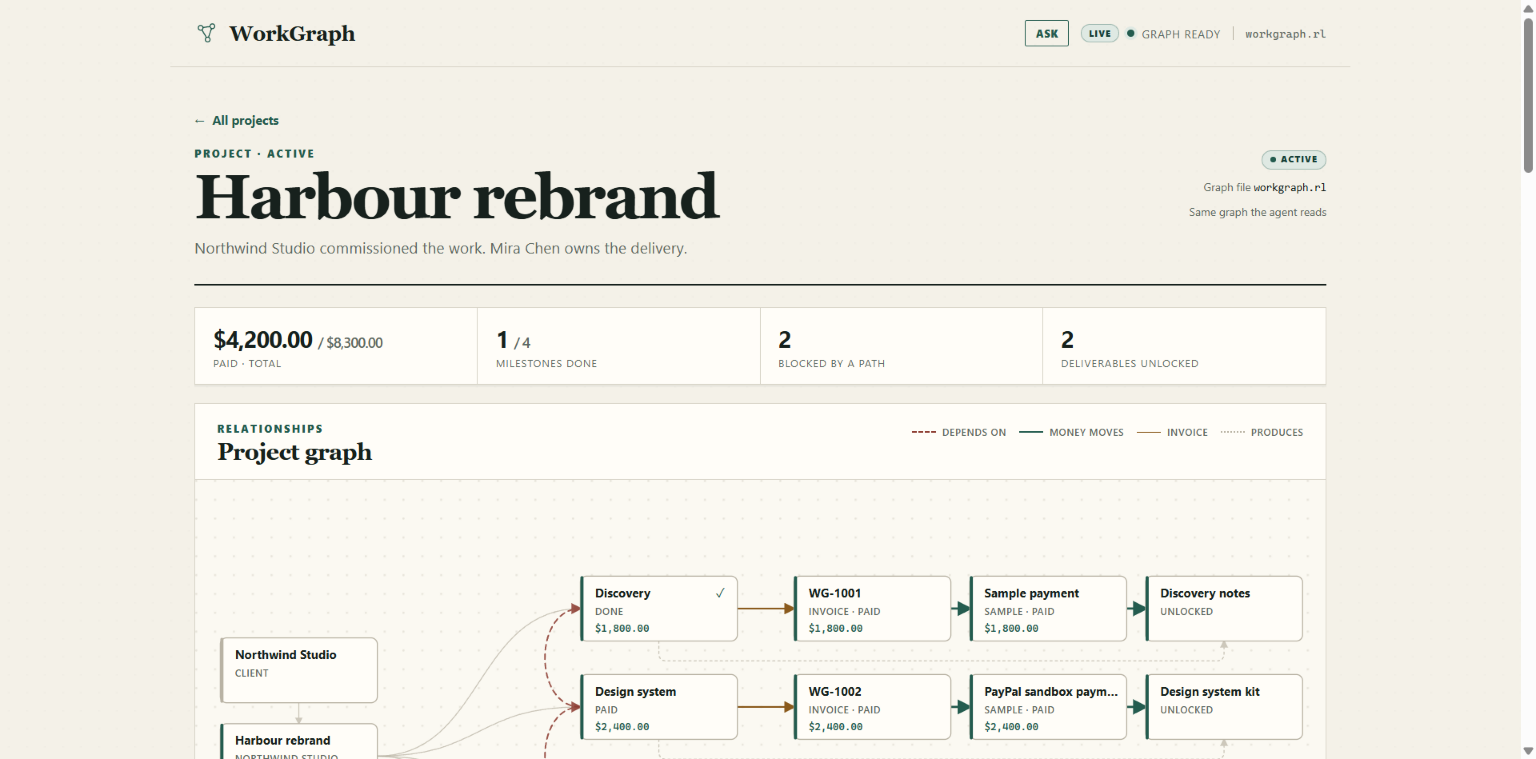 WorkGraph
ASK LIVE GRAPH READY workgraph.rl
← All projects
PROJECT · ACTIVE
ACTIVE
Harbour rebrand
Graph file workgraph.rl
Same graph the agent reads
Northwind Studio commissioned the work. Mira Chen owns the delivery.
$4,200.00 / $8,300.00
PAID · TOTAL
1 / 4
MILESTONES DONE
2
BLOCKED BY A PATH
2
DELIVERABLES UNLOCKED
RELATIONSHIPS
Project graph
DEPENDS ON MONEY MOVES INVOICE PRODUCES
Discovery ✓
DONE
$1,800.00
WG-1001
INVOICE · PAID
$1,800.00
Sample payment
SAMPLE · PAID
$1,800.00
Discovery notes
UNLOCKED
Northwind Studio
CLIENT
Design system
PAID
$2,400.00
WG-1002
INVOICE · PAID
$2,400.00
PayPal sandbox paym...
SAMPLE · PAID
$2,400.00
Design system kit
UNLOCKED
Harbour rebrand
NORTHWIND STUDIO